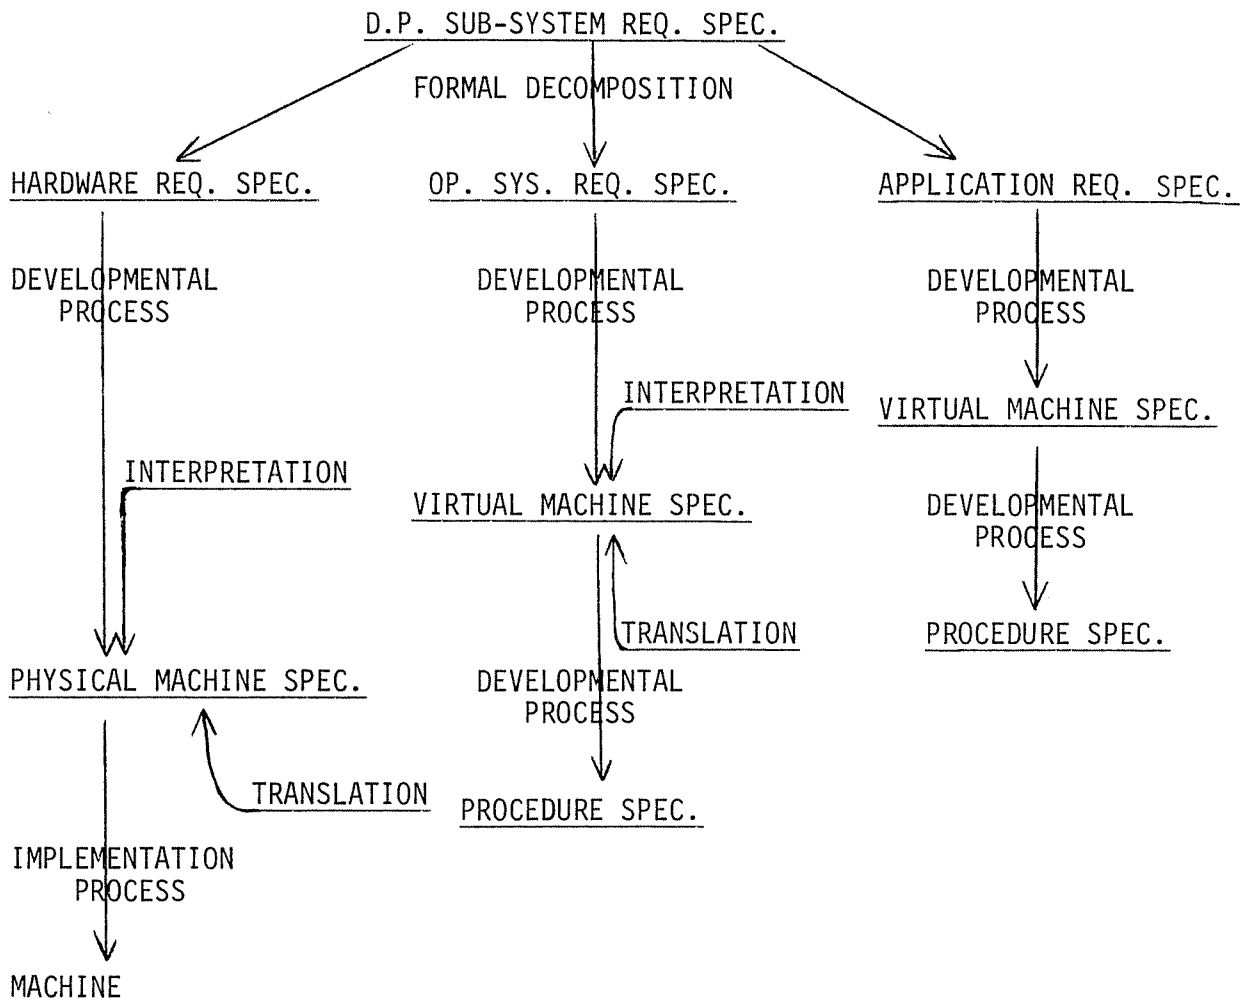 D.P. SUB-SYSTEM REQ. SPEC.
FORMAL DECOMPOSITION
HARDWARE REQ. SPEC.
OP. SYS. REQ. SPEC.
APPLICATION REQ. SPEC.
DEVELOPMENTAL
PROCESS
DEVELOPMENTAL
PROCESS
DEVELOPMENTAL
PROCESS
INTERPRETATION
VIRTUAL MACHINE SPEC.
INTERPRETATION
VIRTUAL MACHINE SPEC.
DEVELOPMENTAL
PROCESS
TRANSLATION
PROCEDURE SPEC.
PHYSICAL MACHINE SPEC.
DEVELOPMENTAL
PROCESS
TRANSLATION
PROCEDURE SPEC.
IMPLEMENTATION
PROCESS
MACHINE